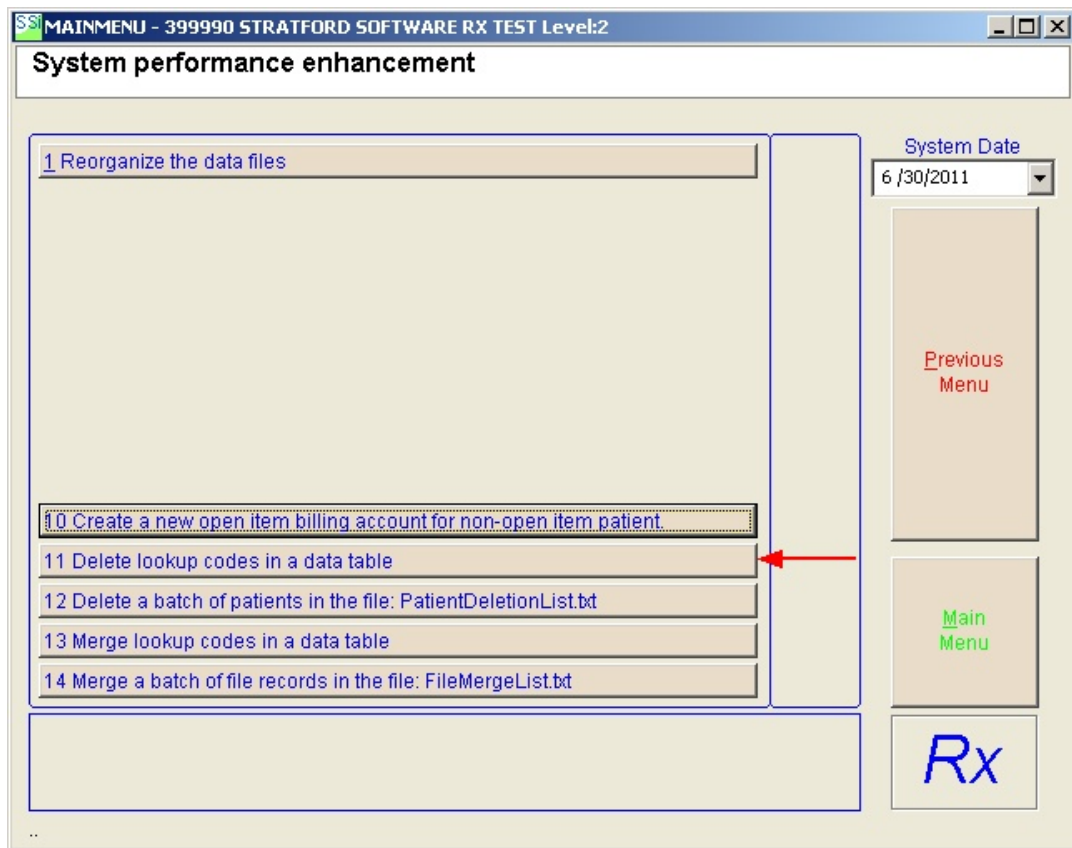 SSI MAINMENU - 399990 STRATFORD SOFTWARE RX TEST Level:2
System performance enhancement
1 Reorganize the data files
System Date
6 /30/2011
Previous
Menu
10 Create a new open item billing account for non-open item patient.
11 Delete lookup codes in a data table
12 Delete a batch of patients in the file: PatientDeletionList.txt
13 Merge lookup codes in a data table
14 Merge a batch of file records in the file: FileMergeList.txt
Main
Menu
Rx
..